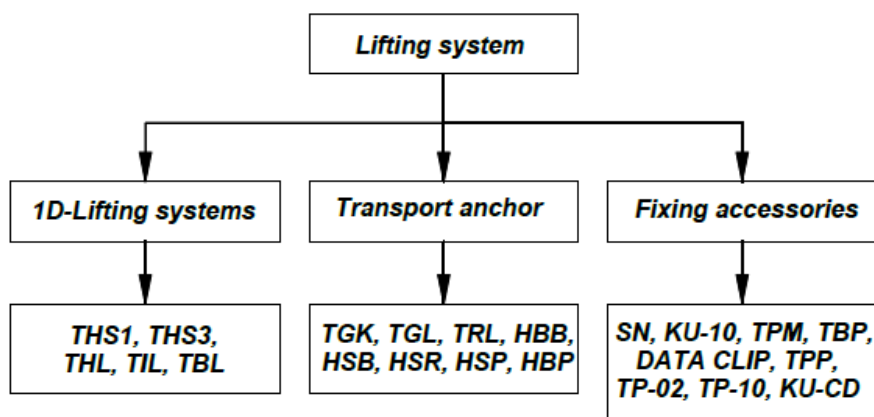 Lifting system
1D-Lifting systems
Transport anchor
Fixing accessories
THS1, THS3,
THL, TIL, TBL
TGK, TGL, TRL, HBB,
HSB, HSR, HSP, HBP
SN, KU-10, TPM, TBP,
DATA CLIP, TPP,
TP-02, TP-10, KU-CD